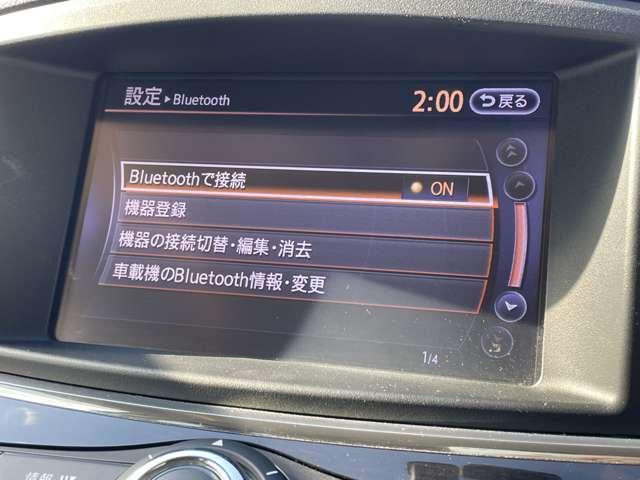 設定▶Bluetooth 2:00 戻る
Bluetoothで接続 ON
機器登録
機器の接続切替・編集・消去
車載機のBluetooth情報・変更
1/4
情報